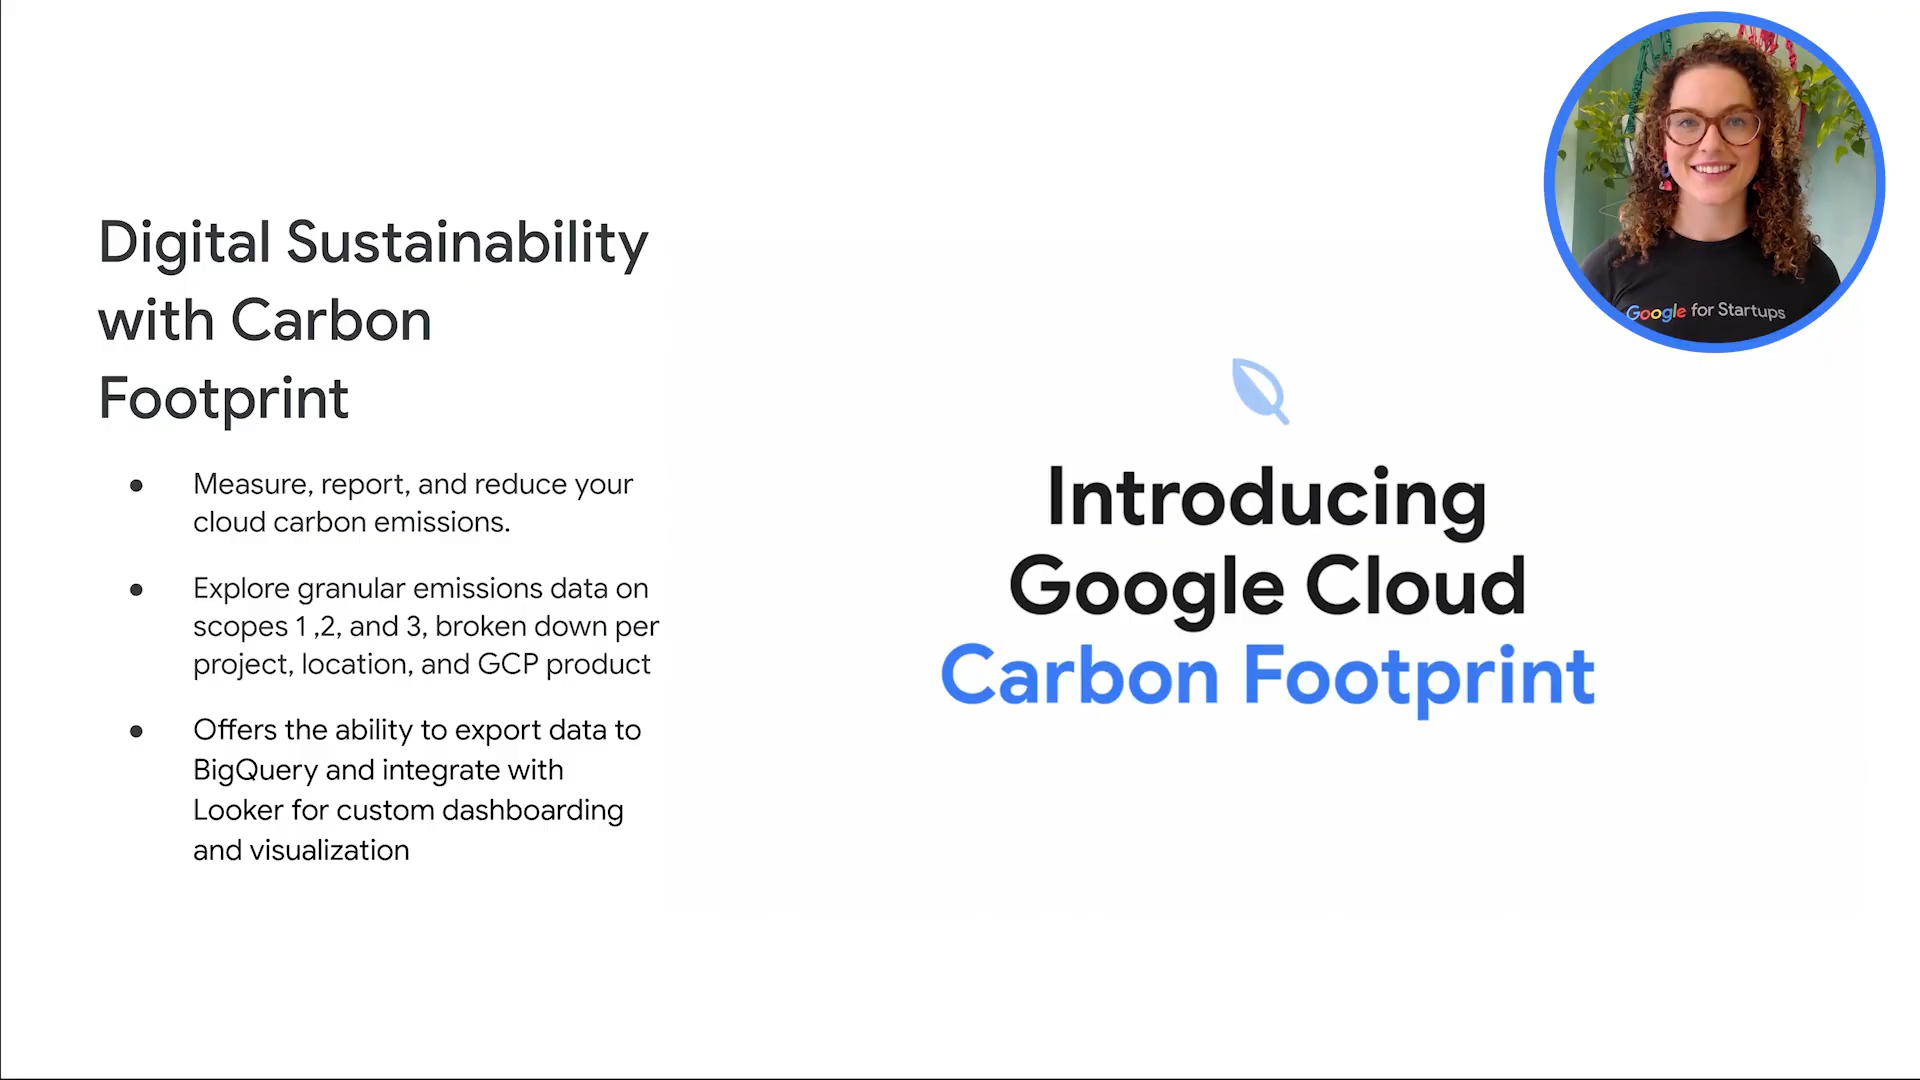 Digital Sustainability
with Carbon
Footprint
● Measure, report, and reduce your
cloud carbon emissions.
● Explore granular emissions data on
scopes 1 ,2, and 3, broken down per
project, location, and GCP product
● Offers the ability to export data to
BigQuery and integrate with
Looker for custom dashboarding
and visualization
Google for Startups
Introducing
Google Cloud
Carbon Footprint